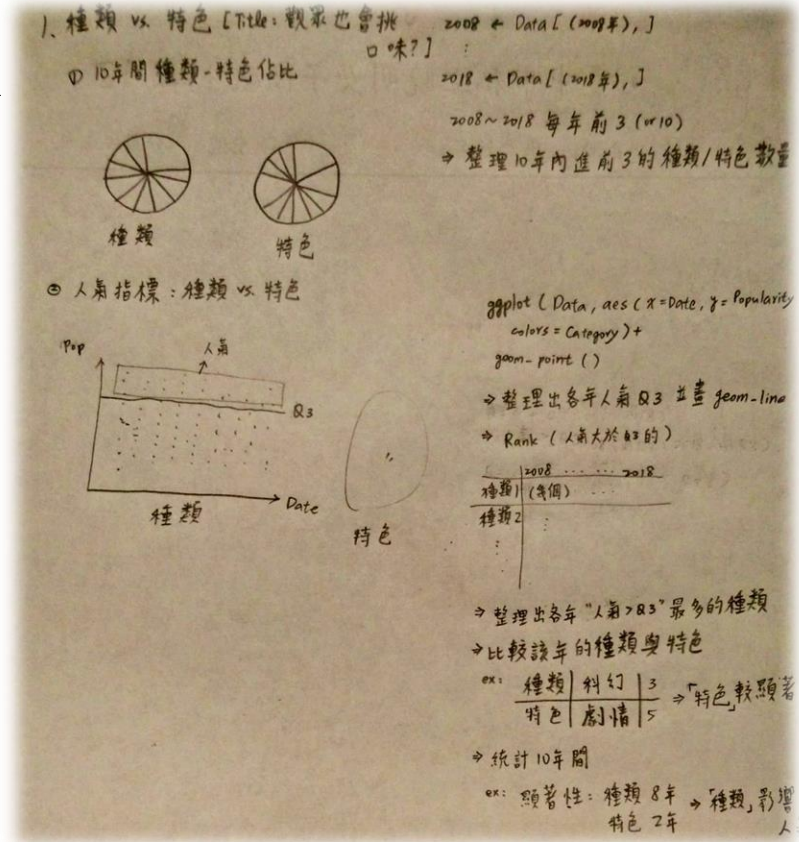 1、種類 vs. 特色 [Title：觀眾也會挑
口味?]
① 10年間種類-特色佔比
種類
特色
2008 ← Data[(2008年),]
:
2018 ← Data[(2018年),]
2008~2018 每年前3 (or10)
⇒ 整理10年內進前3的種類/特色數量
② 人氣指標：種類 vs. 特色
Pop
人氣
Q3
Date
種類
特色
ggplot (Data, aes (x=Date, y=Popularity
colors = Category) +
geom-point ()
⇒ 整理出各年人氣Q3 並畫 geom-line
⇒ Rank (人氣大於Q3的)
2008 ... ... 2018
種類1 (幾個) ...
種類2 :
:
⇒ 整理出各年"人氣>Q3"最多的種類
⇒ 比較該年的種類與特色
ex: 種類 科幻 3
特色 劇情 5
⇒「特色」較顯著
⇒ 統計10年間
ex: 顯著性：種類 8年
特色 2年
⇒「種類」影響
人